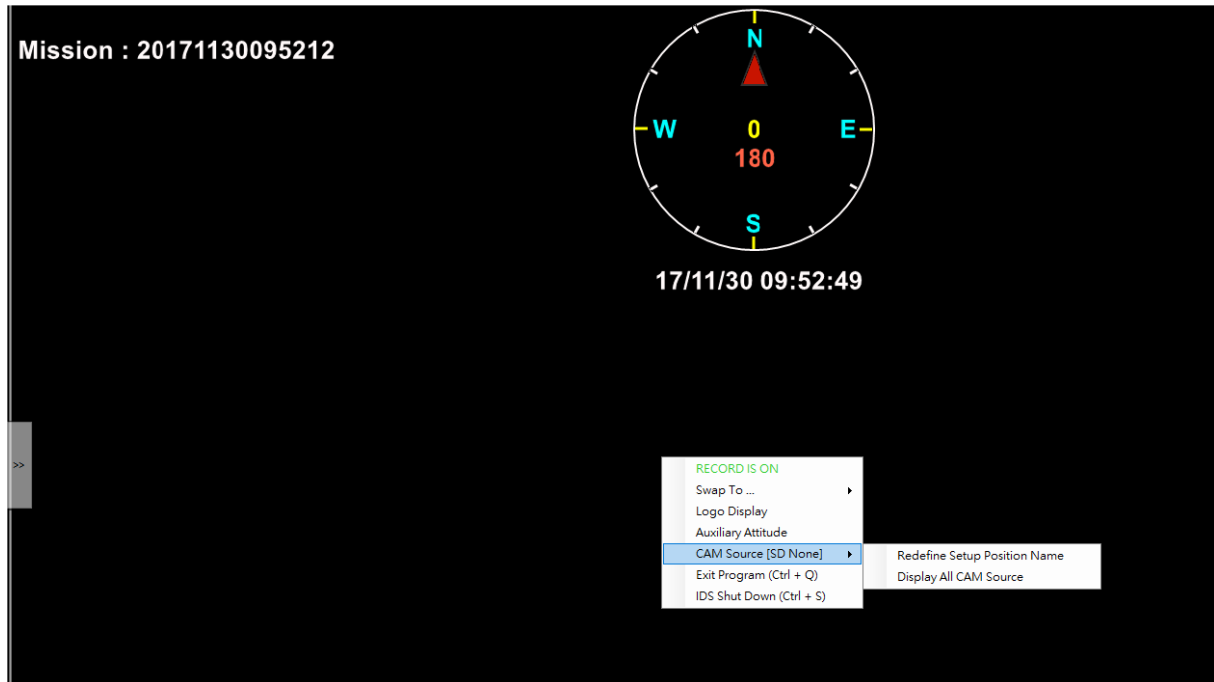 Mission : 20171130095212
N
W 0 E
180
S
17/11/30 09:52:49
>>
RECORD IS ON
Swap To ...
Logo Display
Auxiliary Attitude
CAM Source [SD None]
Redefine Setup Position Name
Display All CAM Source
Exit Program (Ctrl + Q)
IDS Shut Down (Ctrl + S)